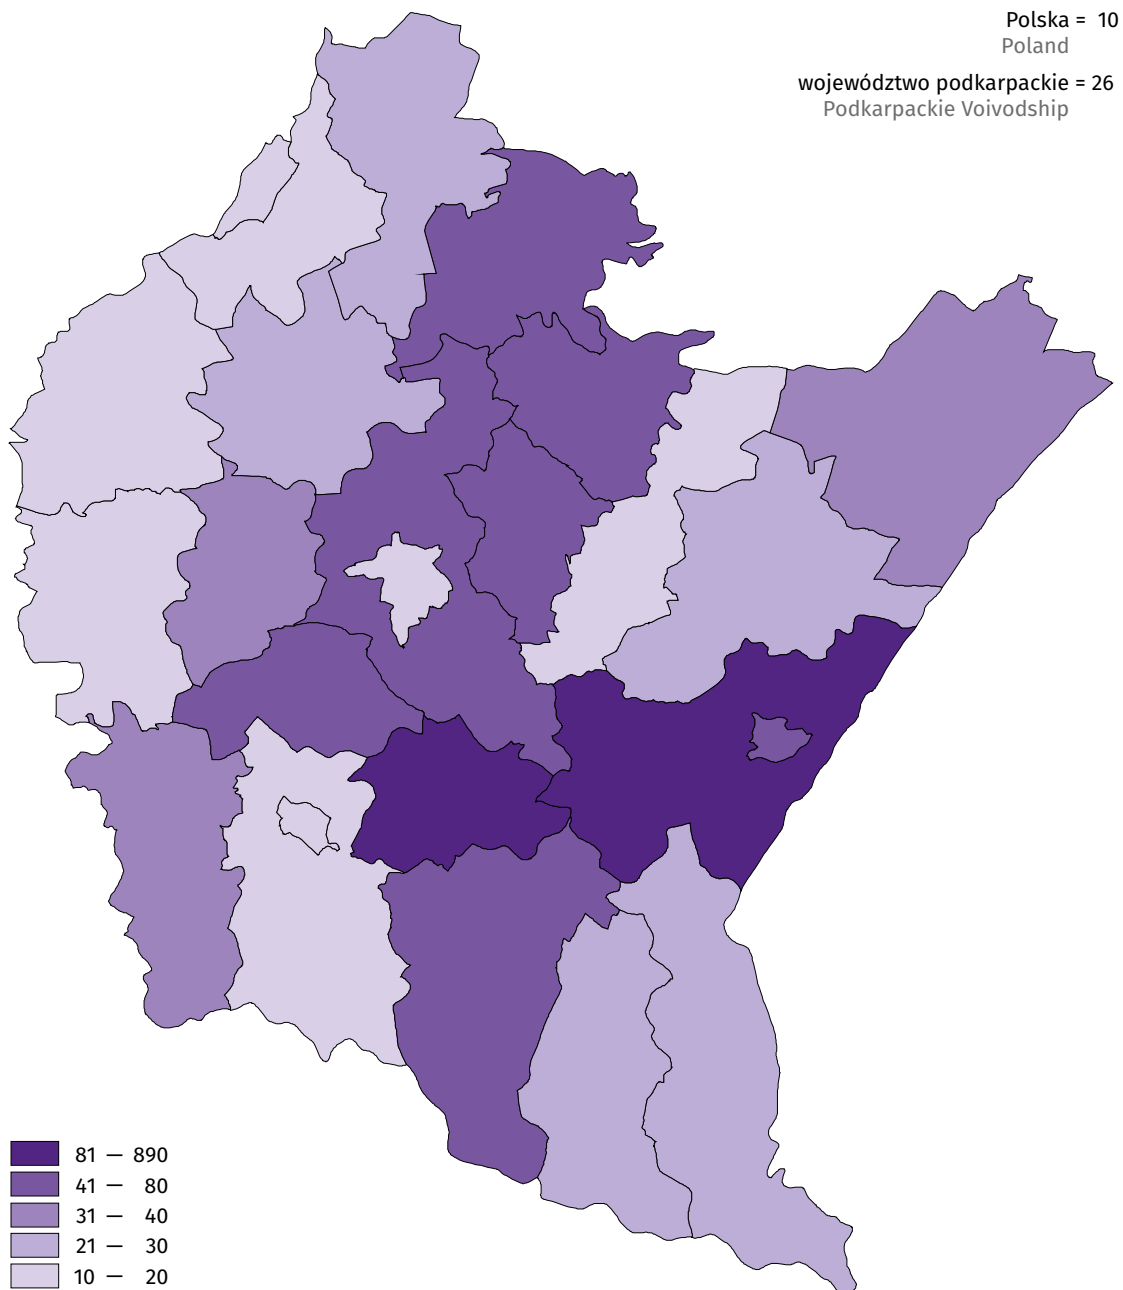 Polska = 10
Poland
województwo podkarpackie = 26
Podkarpackie Voivodship
81 — 890
41 — 80
31 — 40
21 — 30
10 — 20